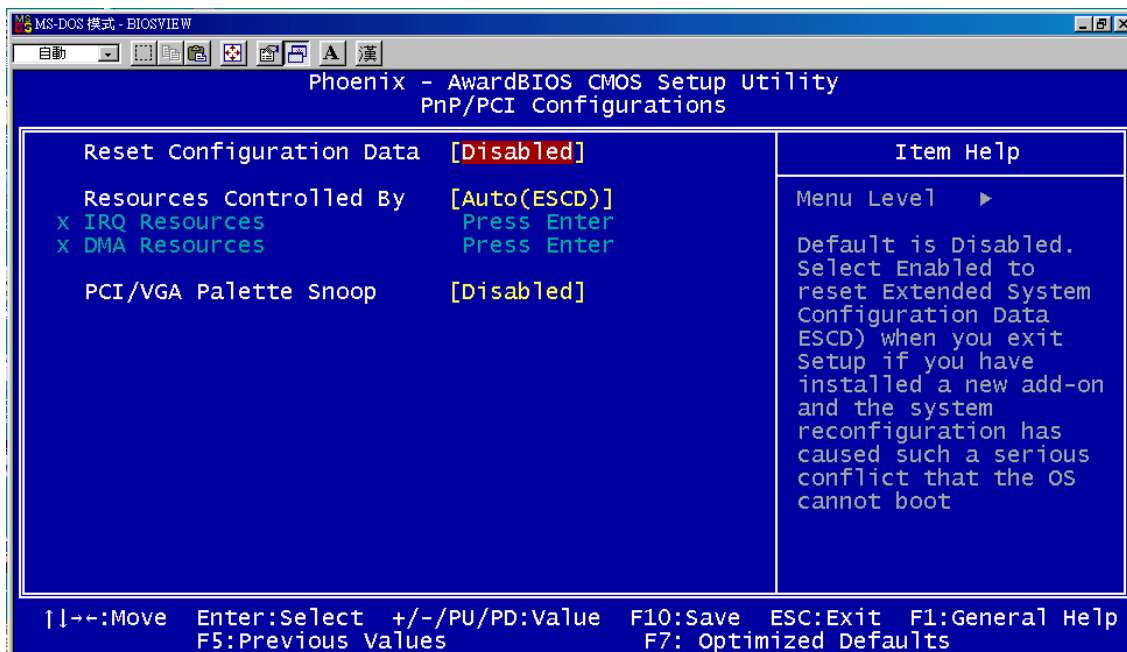 MS-DOS 模式 - BIOSVIEW
自動
A 漢
Phoenix - AwardBIOS CMOS Setup Utility
PnP/PCI Configurations
Reset Configuration Data [Disabled]
Resources Controlled By [Auto(ESCD)]
x IRQ Resources Press Enter
x DMA Resources Press Enter
PCI/VGA Palette Snoop [Disabled]
Item Help
Menu Level ►
Default is Disabled.
Select Enabled to
reset Extended System
Configuration Data
ESCD) when you exit
Setup if you have
installed a new add-on
and the system
reconfiguration has
caused such a serious
conflict that the OS
cannot boot
↑↓→←:Move Enter:Select +/-/PU/PD:Value F10:Save ESC:Exit F1:General Help
F5:Previous Values F7: Optimized Defaults